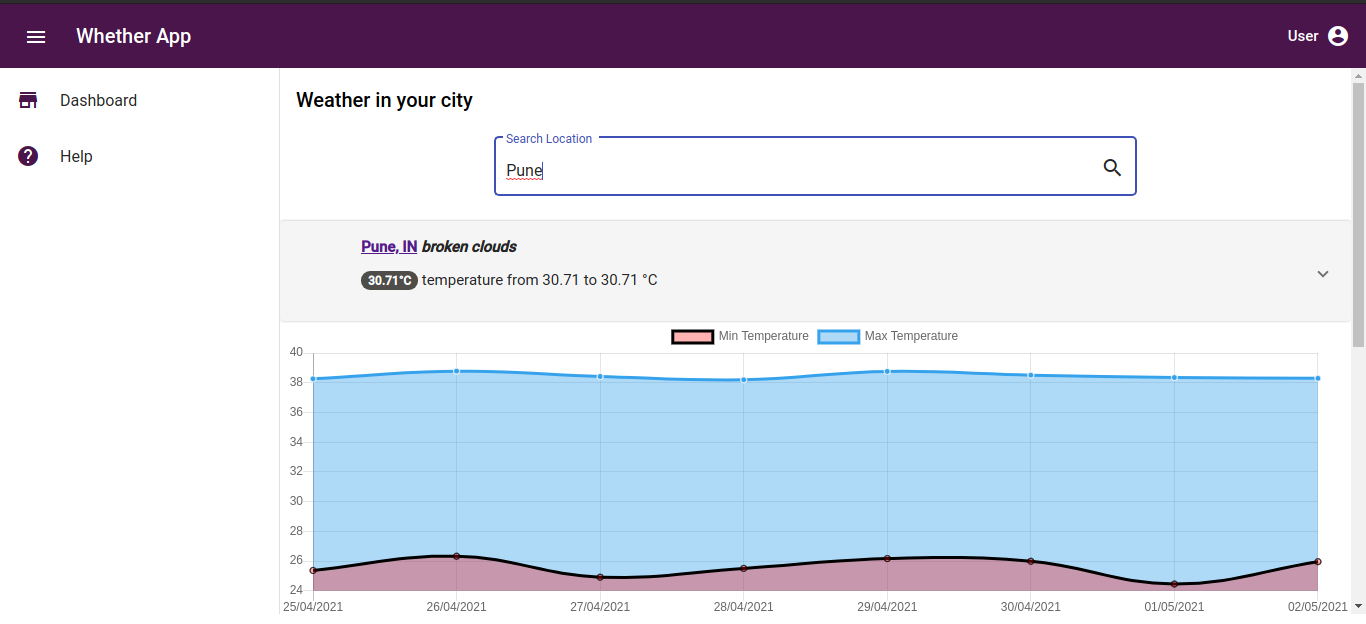 Whether App
User
Dashboard
Help
Weather in your city
Search Location
Pune
Pune, IN broken clouds
30.71°C temperature from 30.71 to 30.71 °C
Min Temperature Max Temperature
40
38
36
34
32
30
28
26
24
25/04/2021 26/04/2021 27/04/2021 28/04/2021 29/04/2021 30/04/2021 01/05/2021 02/05/2021